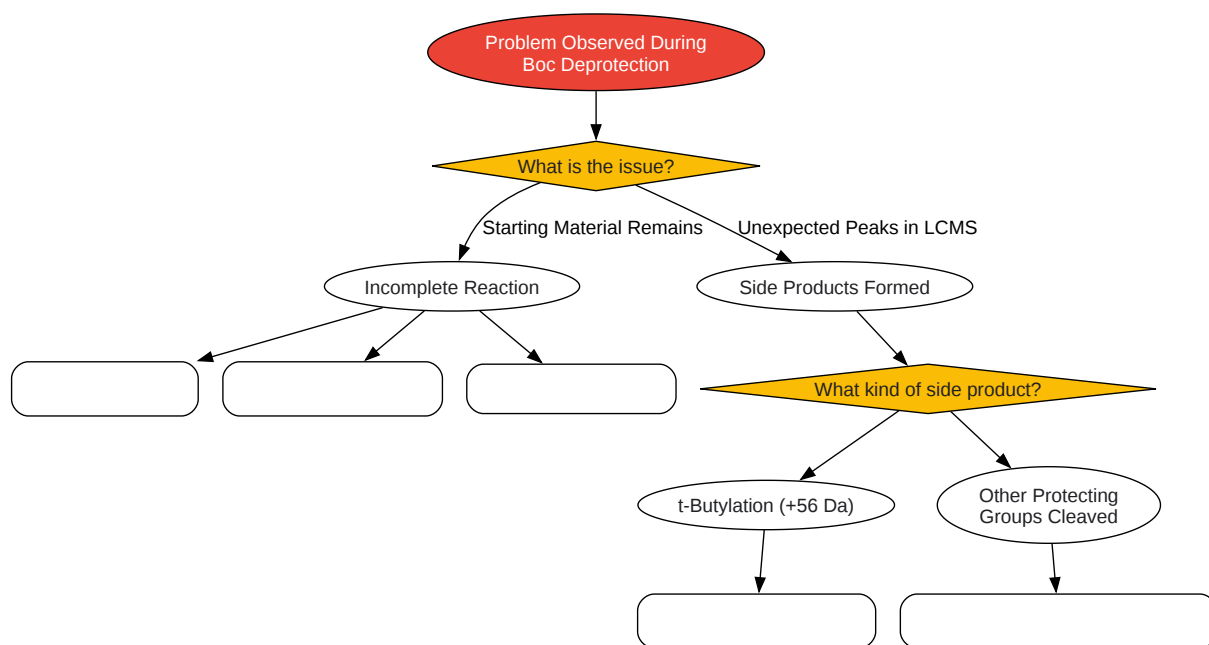 Problem Observed During
Boc Deprotection
What is the issue?
Starting Material Remains
Unexpected Peaks in LCMS
Incomplete Reaction
Side Products Formed
What kind of side product?
t-Butylation (+56 Da)
Other Protecting
Groups Cleaved